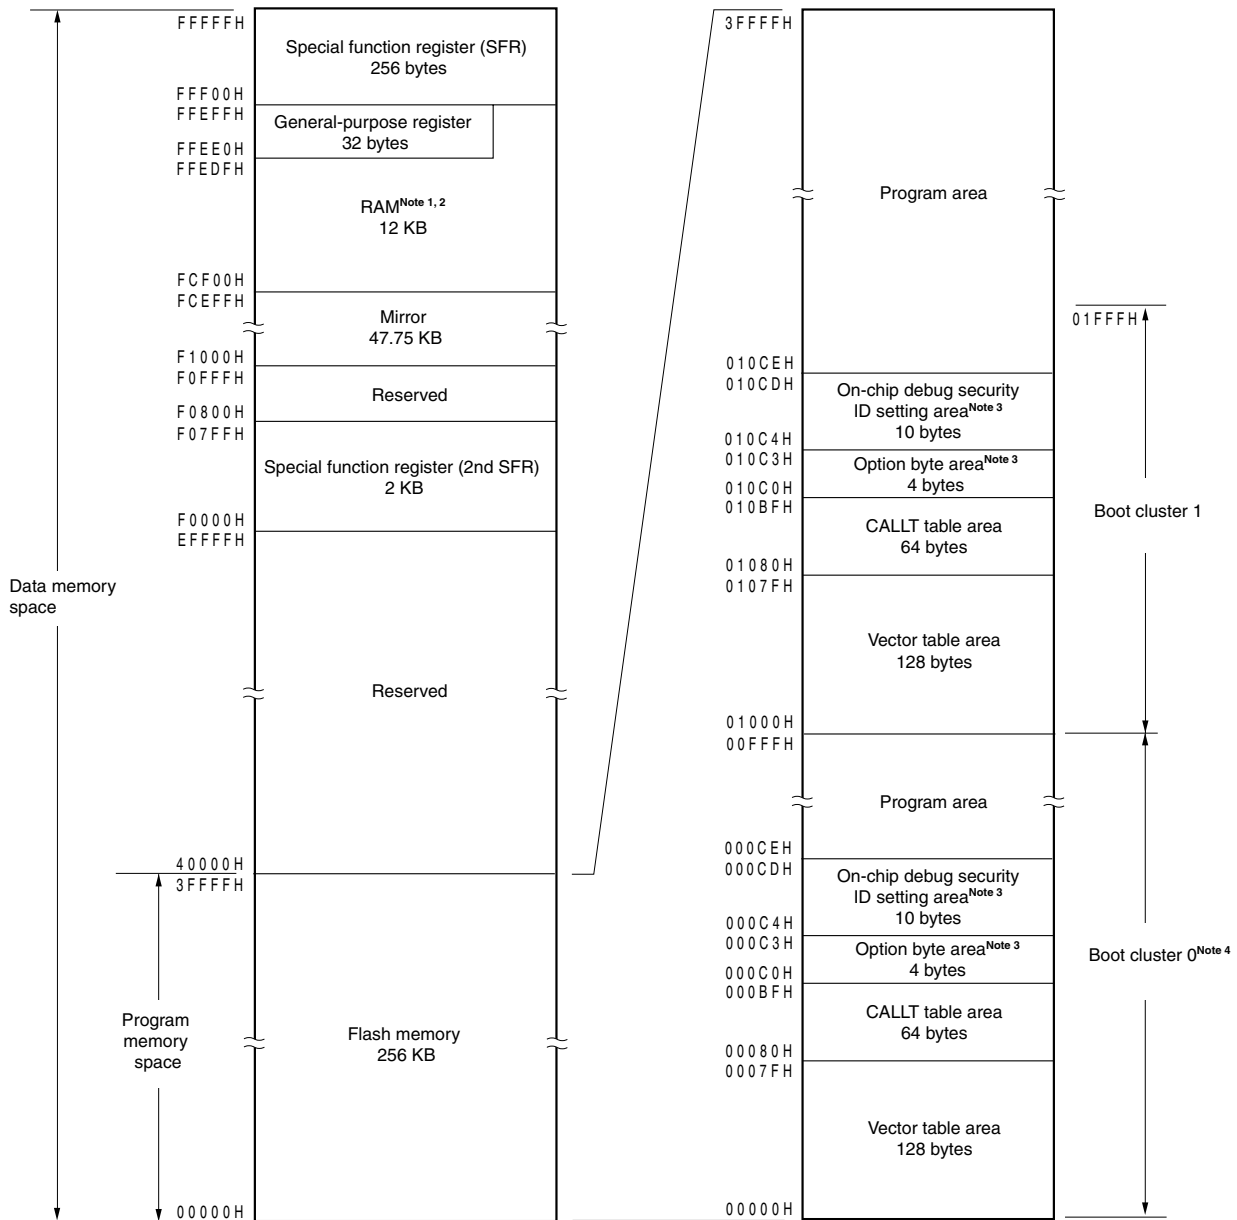 FFFFFH
Special function register (SFR)
256 bytes
FFF00H
FFEFFH
General-purpose register
32 bytes
FFEE0H
FFEDFH
RAMNote 1, 2
12 KB
FCF00H
FCEFFH
Mirror
47.75 KB
F1000H
F0FFFH
Reserved
F0800H
F07FFH
Special function register (2nd SFR)
2 KB
F0000H
EFFFFH
Data memory
space
Reserved
40000H
3FFFFH
Program
memory
space
Flash memory
256 KB
00000H
3FFFFH
Program area
01FFFH
010CEH
010CDH
On-chip debug security
ID setting areaNote 3
10 bytes
010C4H
010C3H
Option byte areaNote 3
4 bytes
010C0H
010BFH
CALLT table area
64 bytes
Boot cluster 1
01080H
0107FH
Vector table area
128 bytes
01000H
00FFFH
Program area
000CEH
000CDH
On-chip debug security
ID setting areaNote 3
10 bytes
000C4H
000C3H
Option byte areaNote 3
4 bytes
Boot cluster 0Note 4
000C0H
000BFH
CALLT table area
64 bytes
00080H
0007FH
Vector table area
128 bytes
00000H